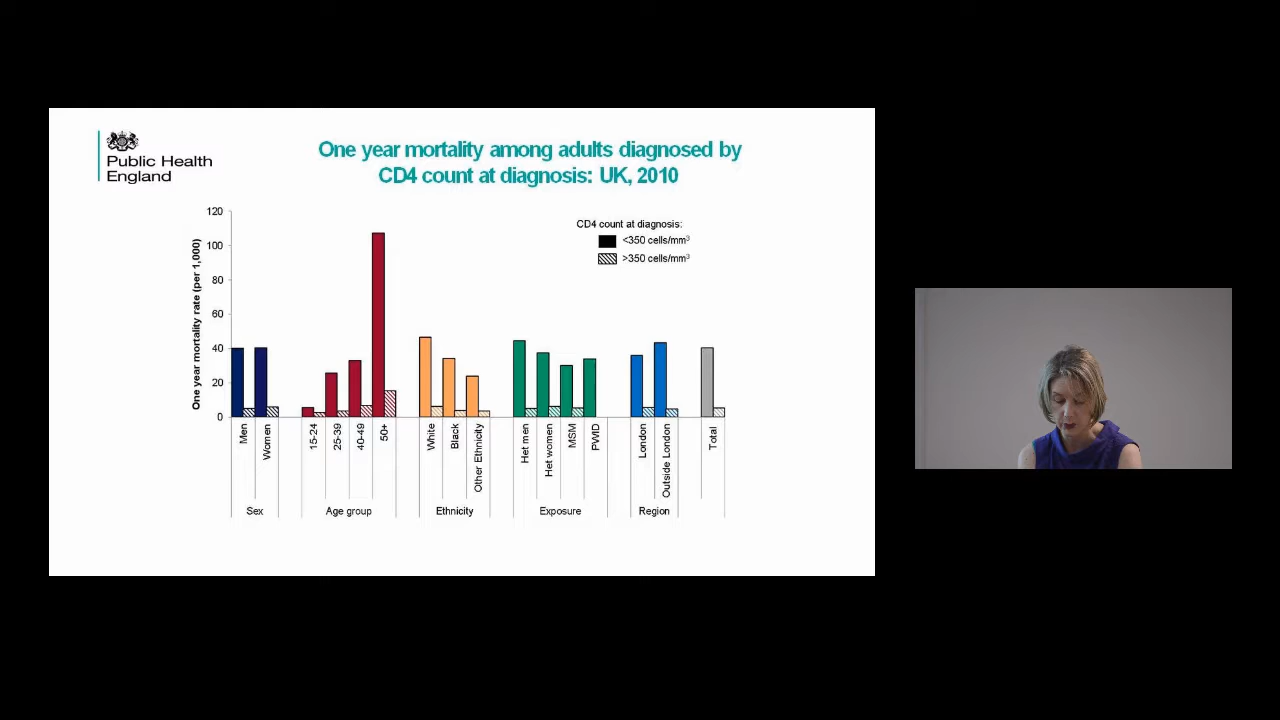 Public Health
England
One year mortality among adults diagnosed by
CD4 count at diagnosis: UK, 2010
One year mortality rate (per 1,000)
120
100
80
60
40
20
0
CD4 count at diagnosis:
<350 cells/mm³
>350 cells/mm³
Men
Women
15-24
25-39
40-49
50+
White
Black
Other Ethnicity
Het men
Het women
MSM
PWID
London
Outside London
Total
Sex
Age group
Ethnicity
Exposure
Region